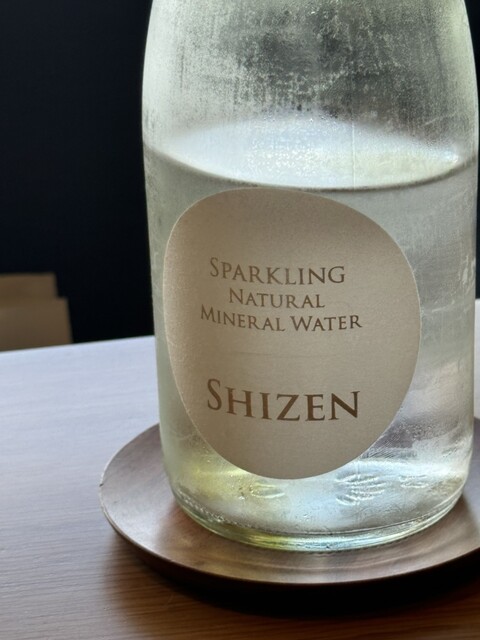 Sparkling
Natural
Mineral Water
Shizen